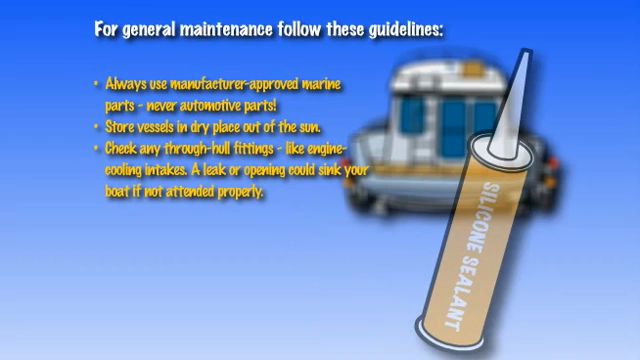 For general maintenance follow these guidelines:
• Always use manufacturer-approved marine
parts - never automotive parts!
• Store vessels in dry place out of the sun.
• Check any through-hull fittings - like engine-
cooling intakes. A leak or opening could sink your
boat if not attended properly.
SILICONE SEALANT